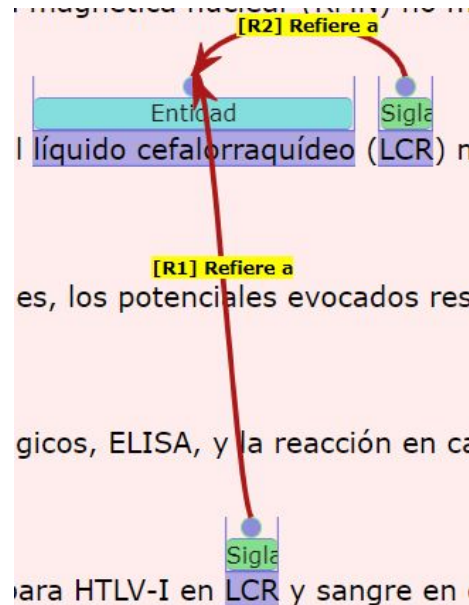 magnética nuclear (RMN) no
[R2] Refiere a
Entidad Sigla
l líquido cefalorraquídeo (LCR)
[R1] Refiere a
es, los potenciales evocados res
gicos, ELISA, y la reacción en ca
Sigla
para HTLV-I en LCR y sangre en